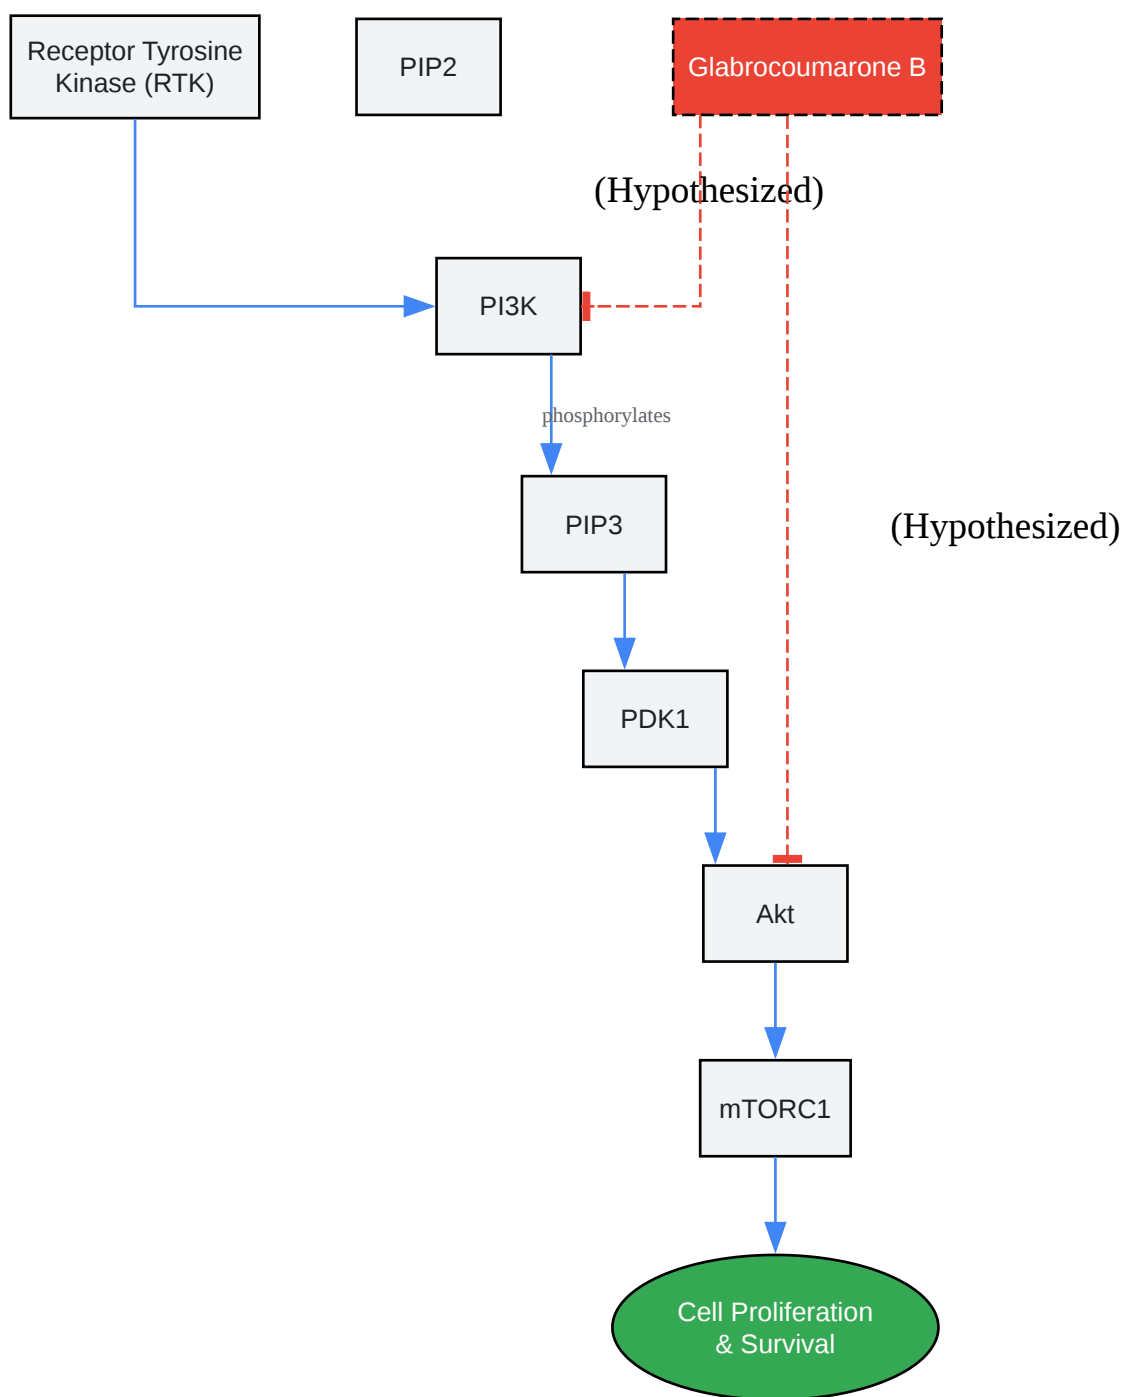 Receptor Tyrosine
Kinase (RTK)
PIP2
Glabrocoumarone B
(Hypothesized)
PI3K
phosphorylates
PIP3
(Hypothesized)
PDK1
Akt
mTORC1
Cell Proliferation
& Survival